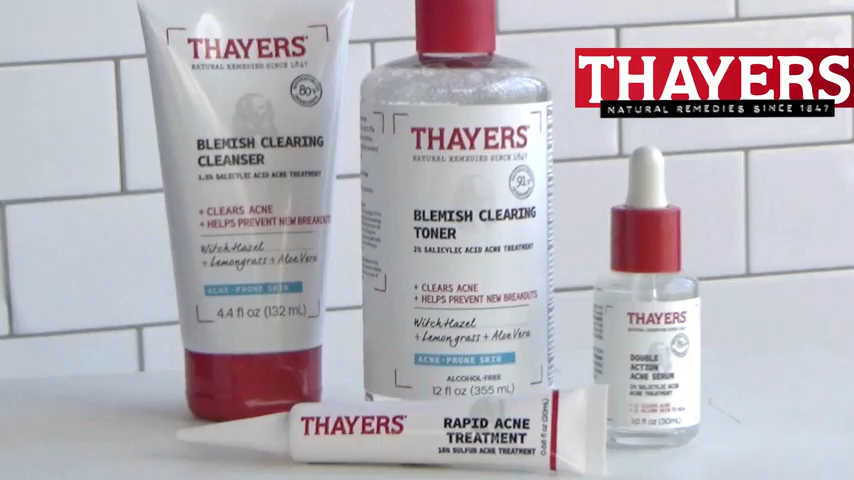 THAYERS
NATURAL REMEDIES SINCE 1847
80%
BLEMISH CLEARING
CLEANSER
SALICYLIC ACID ACNE TREATMENT
+ CLEARS ACNE
+ HELPS PREVENT NEW BREAKOUTS
Witch Hazel
+ Lemongrass + Aloe Vera
ACNE-PRONE SKIN
4.4 fl oz (132 mL)
THAYERS
NATURAL REMEDIES SINCE 1847
BLEMISH CLEARING
TONER
2% SALICYLIC ACID ACNE TREATMENT
+ CLEARS ACNE
+ HELPS PREVENT NEW BREAKOUTS
Witch Hazel
+ Lemongrass + Aloe Vera
ACNE-PRONE SKIN
ALCOHOL-FREE
12 fl oz (355 mL)
THAYERS
NATURAL REMEDIES SINCE 1847
THAYERS
DOUBLE
ACTION
ACNE SERUM
2% SALICYLIC ACID
ACNE TREATMENT
+ CLEARS ACNE
1.0 fl oz (30mL)
THAYERS
RAPID ACNE
TREATMENT
10% SULFUR ACNE TREATMENT